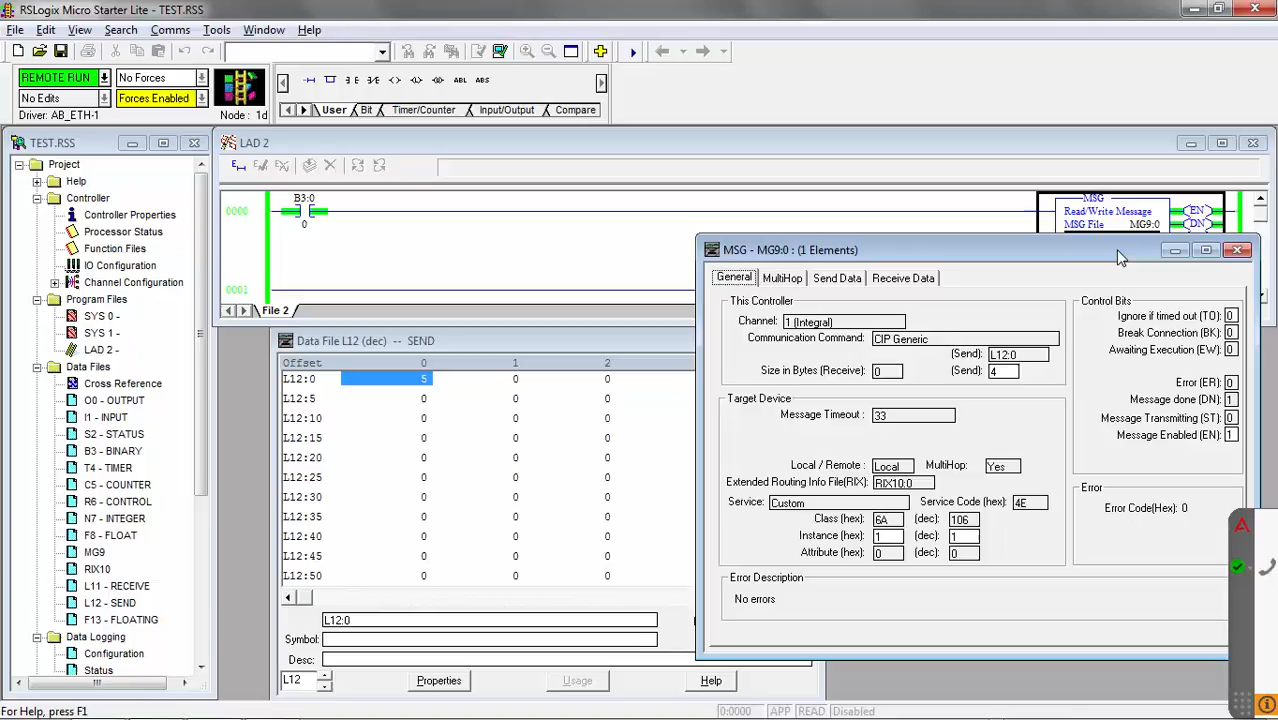 RSLogix Micro Starter Lite - TEST.RSS
File Edit View Search Comms Tools Window Help
REMOTE RUN No Forces
No Edits Forces Enabled
Driver: AB_ETH-1 Node : 1d
ABL ABS
User Bit Timer/Counter Input/Output Compare
TEST.RSS
Project
Help
Controller
Controller Properties
Processor Status
Function Files
IO Configuration
Channel Configuration
Program Files
SYS 0 -
SYS 1 -
LAD 2 -
Data Files
Cross Reference
O0 - OUTPUT
I1 - INPUT
S2 - STATUS
B3 - BINARY
T4 - TIMER
C5 - COUNTER
R6 - CONTROL
N7 - INTEGER
F8 - FLOAT
MG9
RIX10
L11 - RECEIVE
L12 - SEND
F13 - FLOATING
Data Logging
Configuration
Status
LAD 2
0000
B3:0
0
MSG
Read/Write Message
MSG File MG9:0
EN
DN
0001
File 2
Data File L12 (dec) -- SEND
Offset 0 1 2
L12:0 5 0 0
L12:5 0 0 0
L12:10 0 0 0
L12:15 0 0 0
L12:20 0 0 0
L12:25 0 0 0
L12:30 0 0 0
L12:35 0 0 0
L12:40 0 0 0
L12:45 0 0 0
L12:50 0 0 0
L12:0
Symbol:
Desc:
L12 Properties Usage Help
MSG - MG9:0 : (1 Elements)
General MultiHop Send Data Receive Data
This Controller
Channel: 1 (Integral)
Communication Command: CIP Generic
(Send): L12:0
Size in Bytes (Receive): 0 (Send): 4
Target Device
Message Timeout : 33
Local / Remote : Local MultiHop: Yes
Extended Routing Info File(RIX): RIX10:0
Service: Custom Service Code (hex): 4E
Class (hex): 6A (dec): 106
Instance (hex): 1 (dec): 1
Attribute (hex): 0 (dec): 0
Control Bits
Ignore if timed out (TO): 0
Break Connection (BK): 0
Awaiting Execution (EW): 0
Error (ER): 0
Message done (DN): 1
Message Transmitting (ST): 0
Message Enabled (EN): 1
Error
Error Code(Hex): 0
Error Description
No errors
For Help, press F1
0:0000 APP READ Disabled